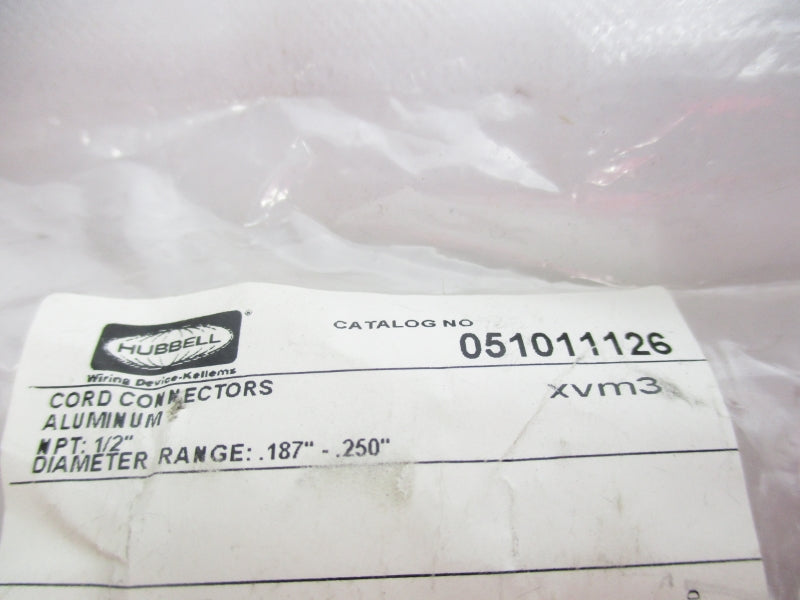 HUBBELL®
Wiring Device-Kellems
CATALOG NO 051011126
CORD CONNECTORS xvm3
ALUMINUM
NPT: 1/2"
DIAMETER RANGE: .187" - .250"